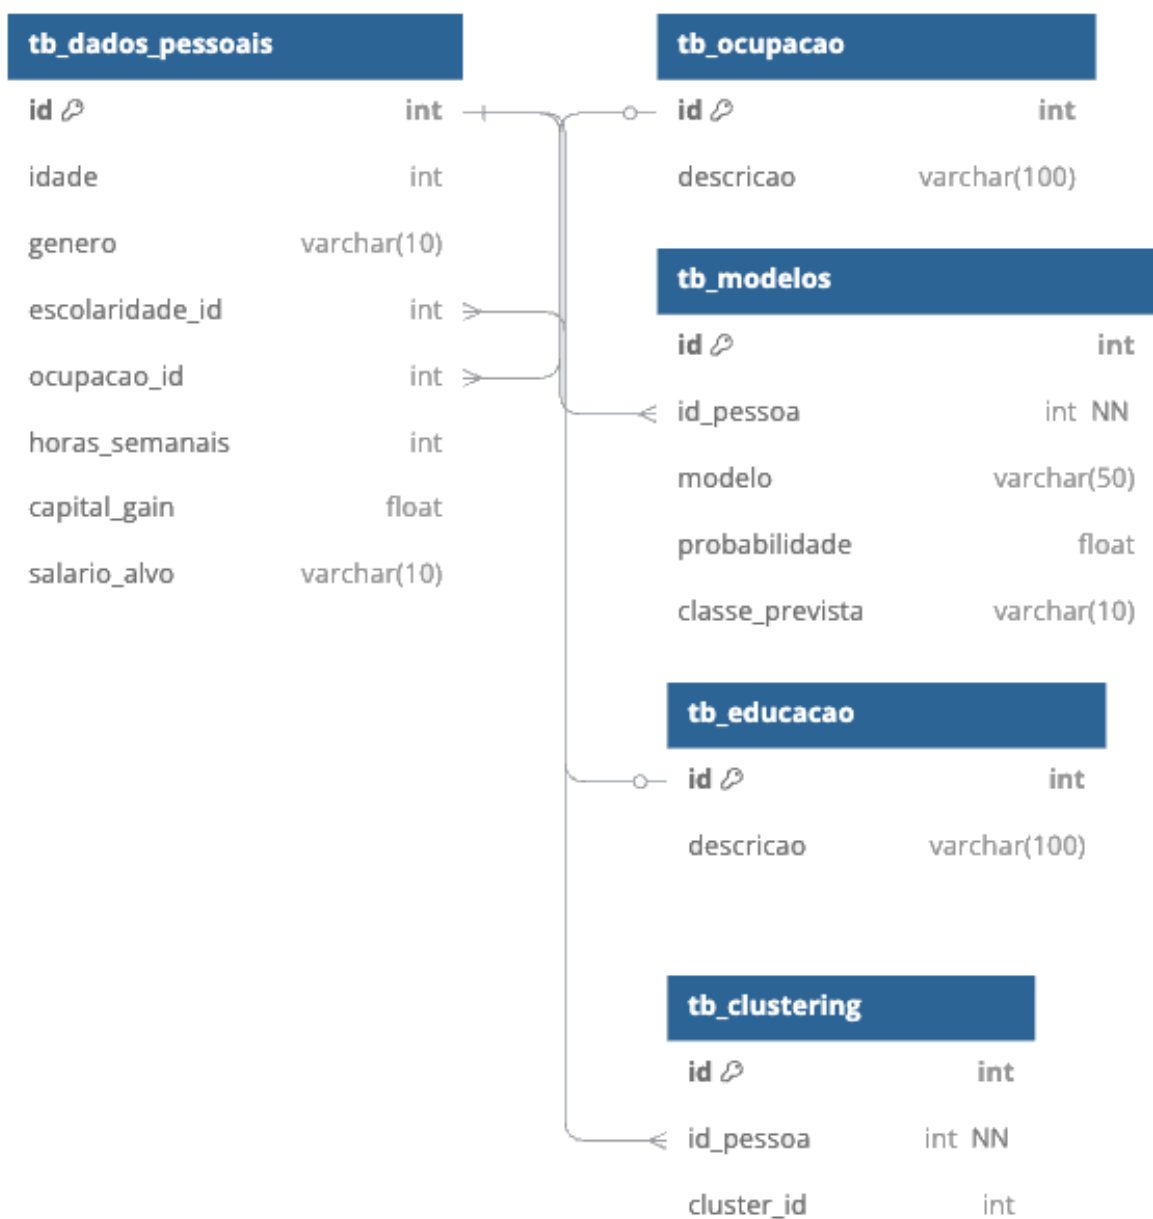 tb_dados_pessoais
id int
idade int
genero varchar(10)
escolaridade_id int
ocupacao_id int
horas_semanais int
capital_gain float
salario_alvo varchar(10)
tb_ocupacao
id int
descricao varchar(100)
tb_modelos
id int
id_pessoa int NN
modelo varchar(50)
probabilidade float
classe_prevista varchar(10)
tb_educacao
id int
descricao varchar(100)
tb_clustering
id int
id_pessoa int NN
cluster_id int